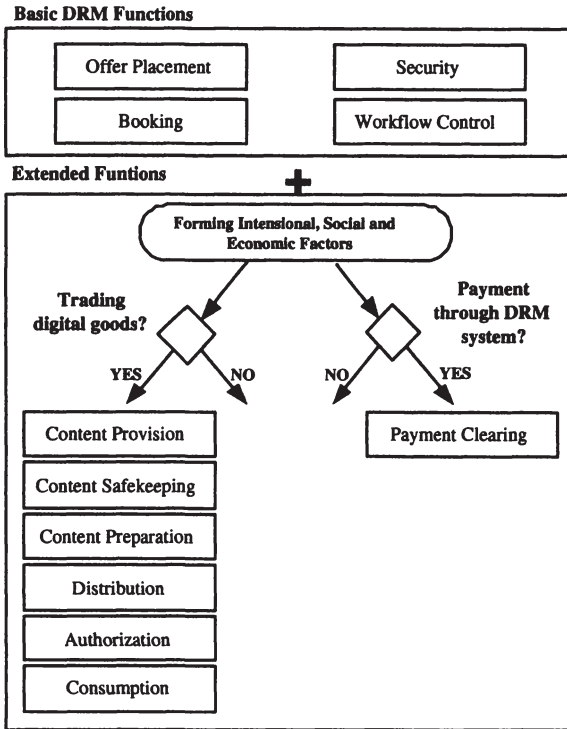 Basic DRM Functions
Offer Placement
Security
Booking
Workflow Control
Extended Funtions
+
Forming Intensional, Social and
Economic Factors
Trading
digital goods?
Payment
through DRM
system?
YES
NO
NO
YES
Content Provision
Payment Clearing
Content Safekeeping
Content Preparation
Distribution
Authorization
Consumption